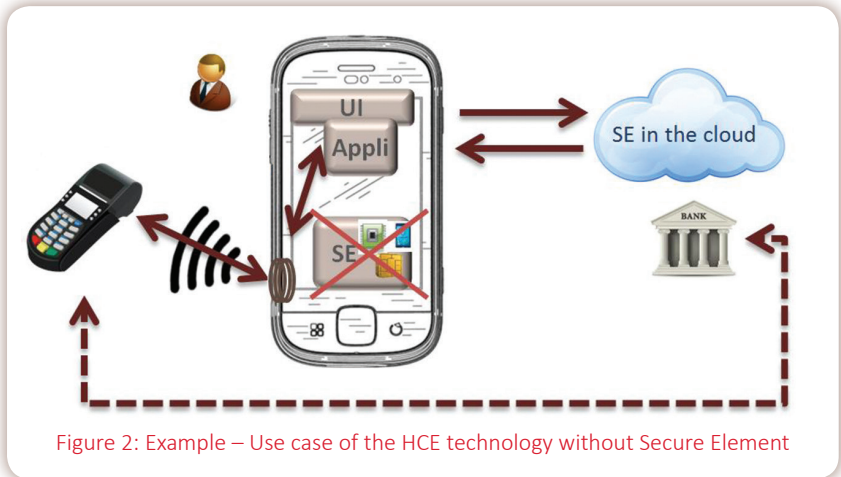 UI
Appli
SE in the cloud
BANK
SE
Figure 2: Example – Use case of the HCE technology without Secure Element